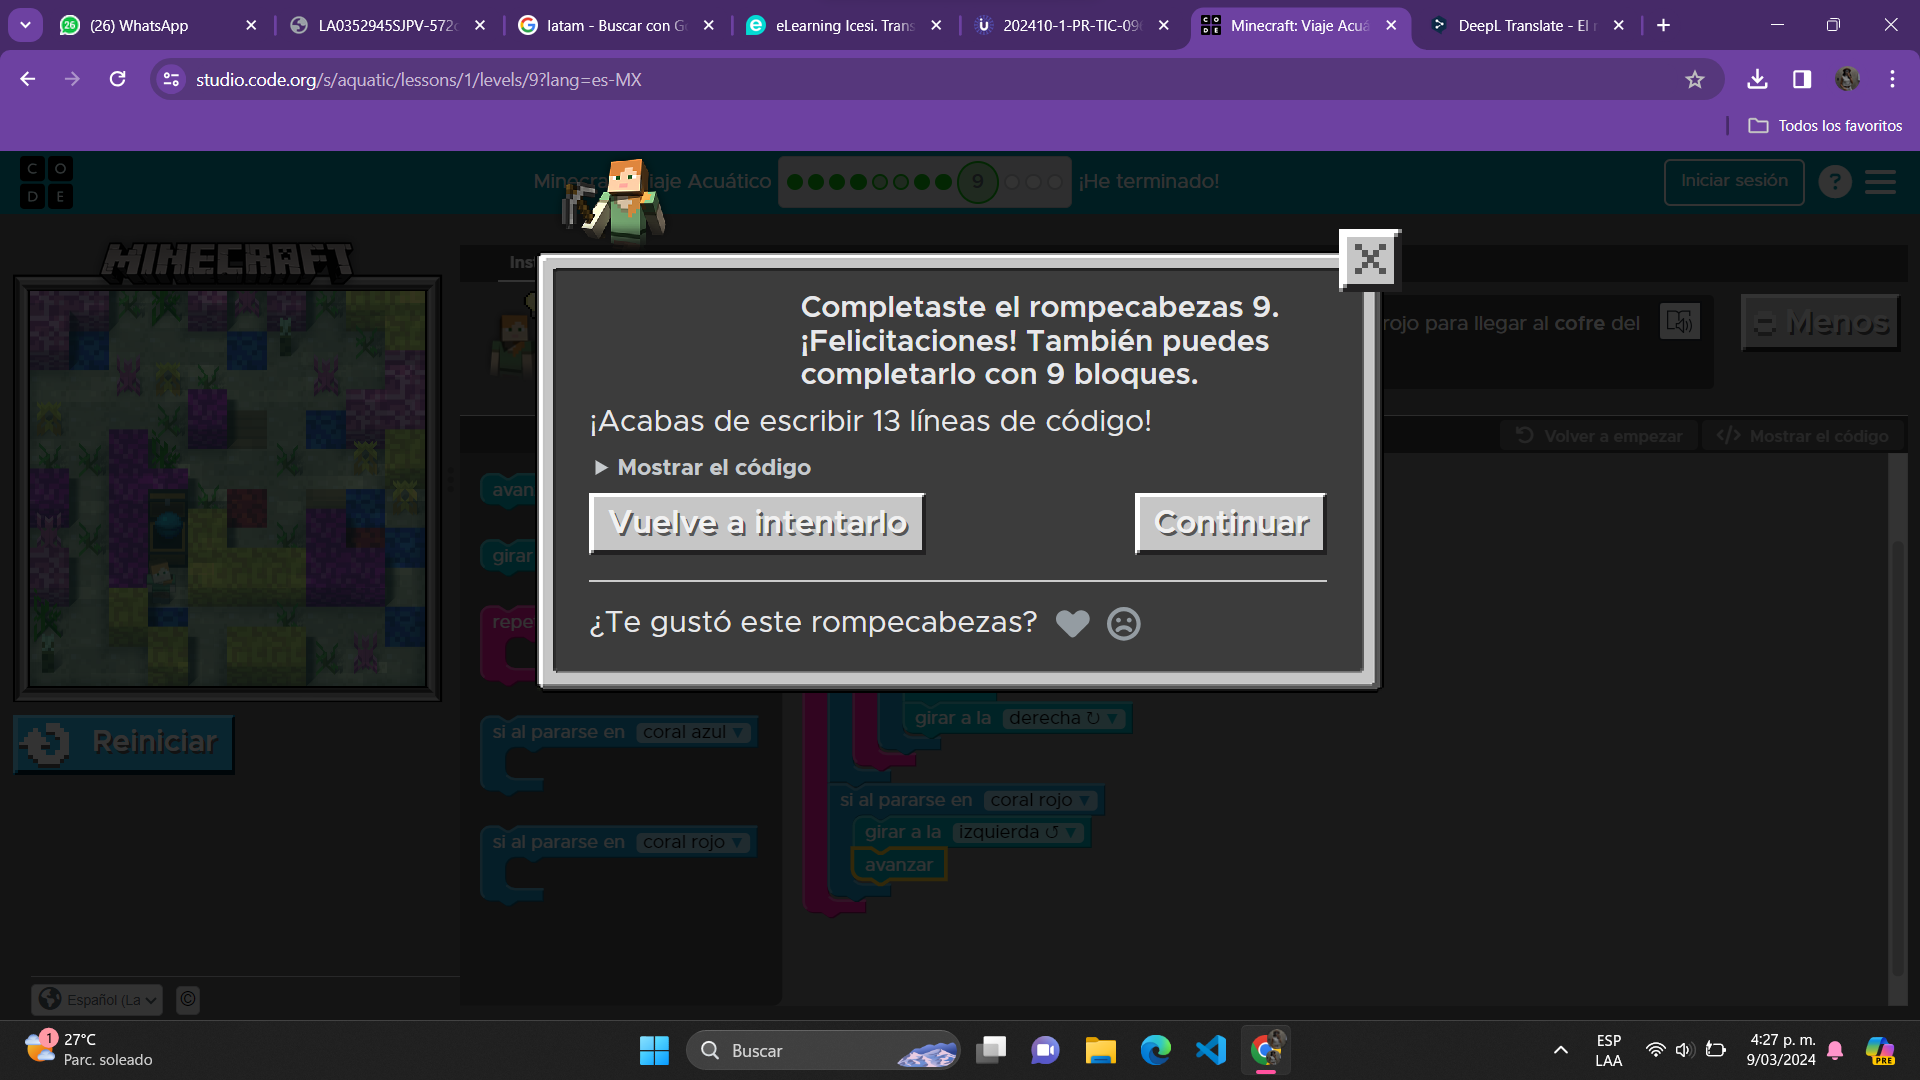 (26) WhatsApp
LA0352945SJPV-572c
latam - Buscar con G
eLearning Icesi. Trans
202410-1-PR-TIC-09
Minecraft: Viaje Acuá
DeepL Translate - El
studio.code.org/s/aquatic/lessons/1/levels/9?lang=es-MX
Todos los favoritos
C O
D E
Viaje Acuático
9
¡He terminado!
Iniciar sesión
?
MINECRAFT
Completaste el rompecabezas 9.
¡Felicitaciones! También puedes
completarlo con 9 bloques.
rojo para llegar al cofre del
Menos
¡Acabas de escribir 13 líneas de código!
Volver a empezar
Mostrar el código
Mostrar el código
Vuelve a intentarlo
Continuar
¿Te gustó este rompecabezas?
avan
girar
repe
si al pararse en coral azul
si al pararse en coral rojo
girar a la derecha
si al pararse en coral rojo
girar a la izquierda
avanzar
Reiniciar
Español (La
©
1
27°C
Parc. soleado
Buscar
ESP
LAA
4:27 p. m.
9/03/2024
PRE